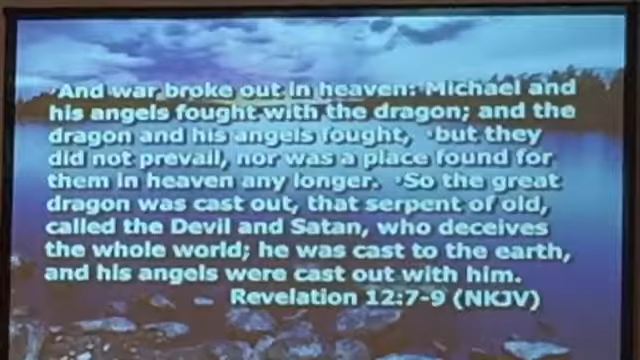 And war broke out in heaven: Michael and
his angels fought with the dragon; and the
dragon and his angels fought, but they
did not prevail, nor was a place found for
them in heaven any longer. So the great
dragon was cast out, that serpent of old,
called the Devil and Satan, who deceives
the whole world; he was cast to the earth,
and his angels were cast out with him.
Revelation 12:7-9 (NKJV)